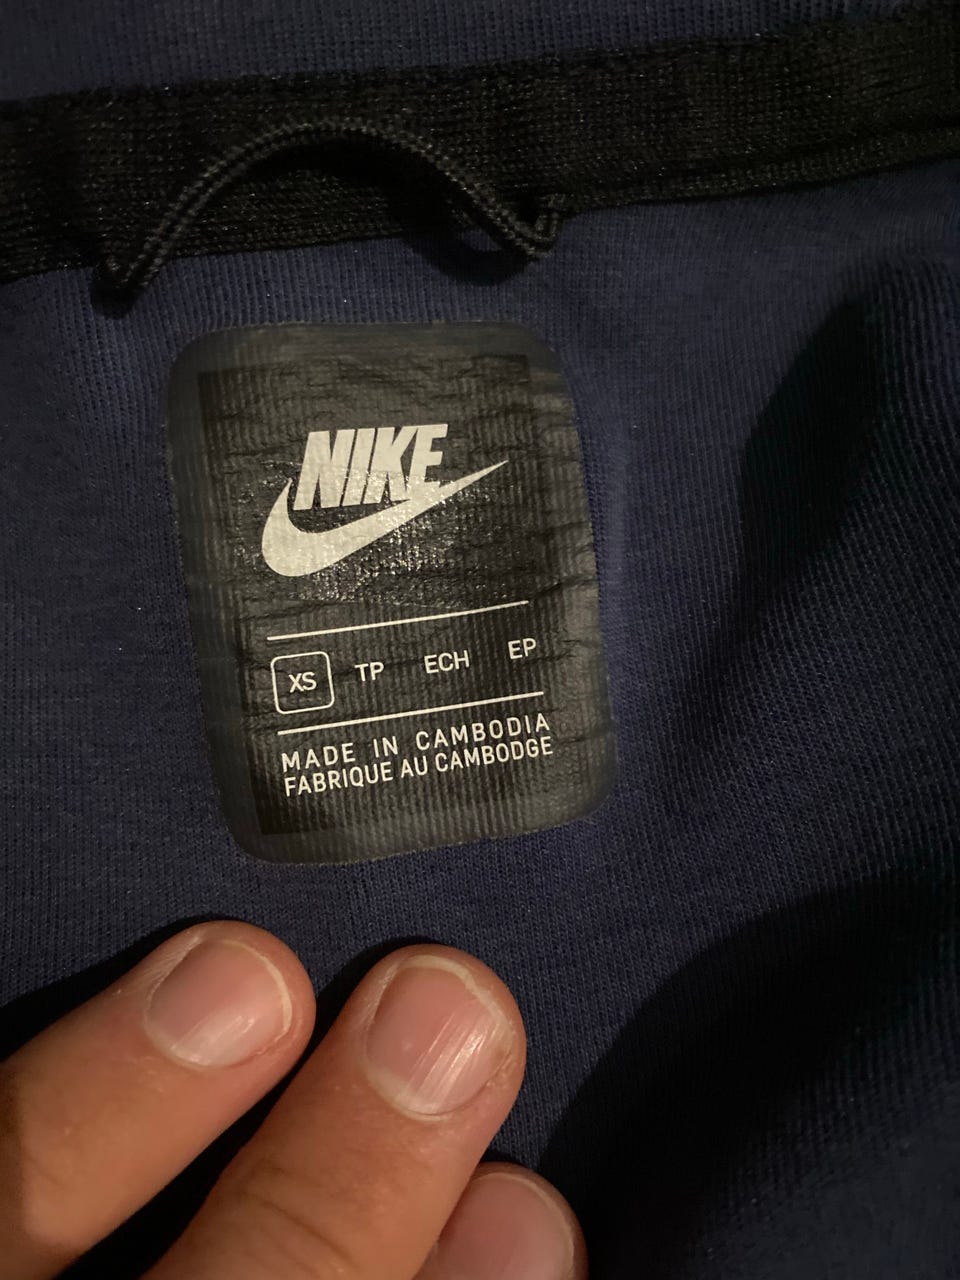 NIKE
XS TP ECH EP
MADE IN CAMBODIA
FABRIQUE AU CAMBODGE